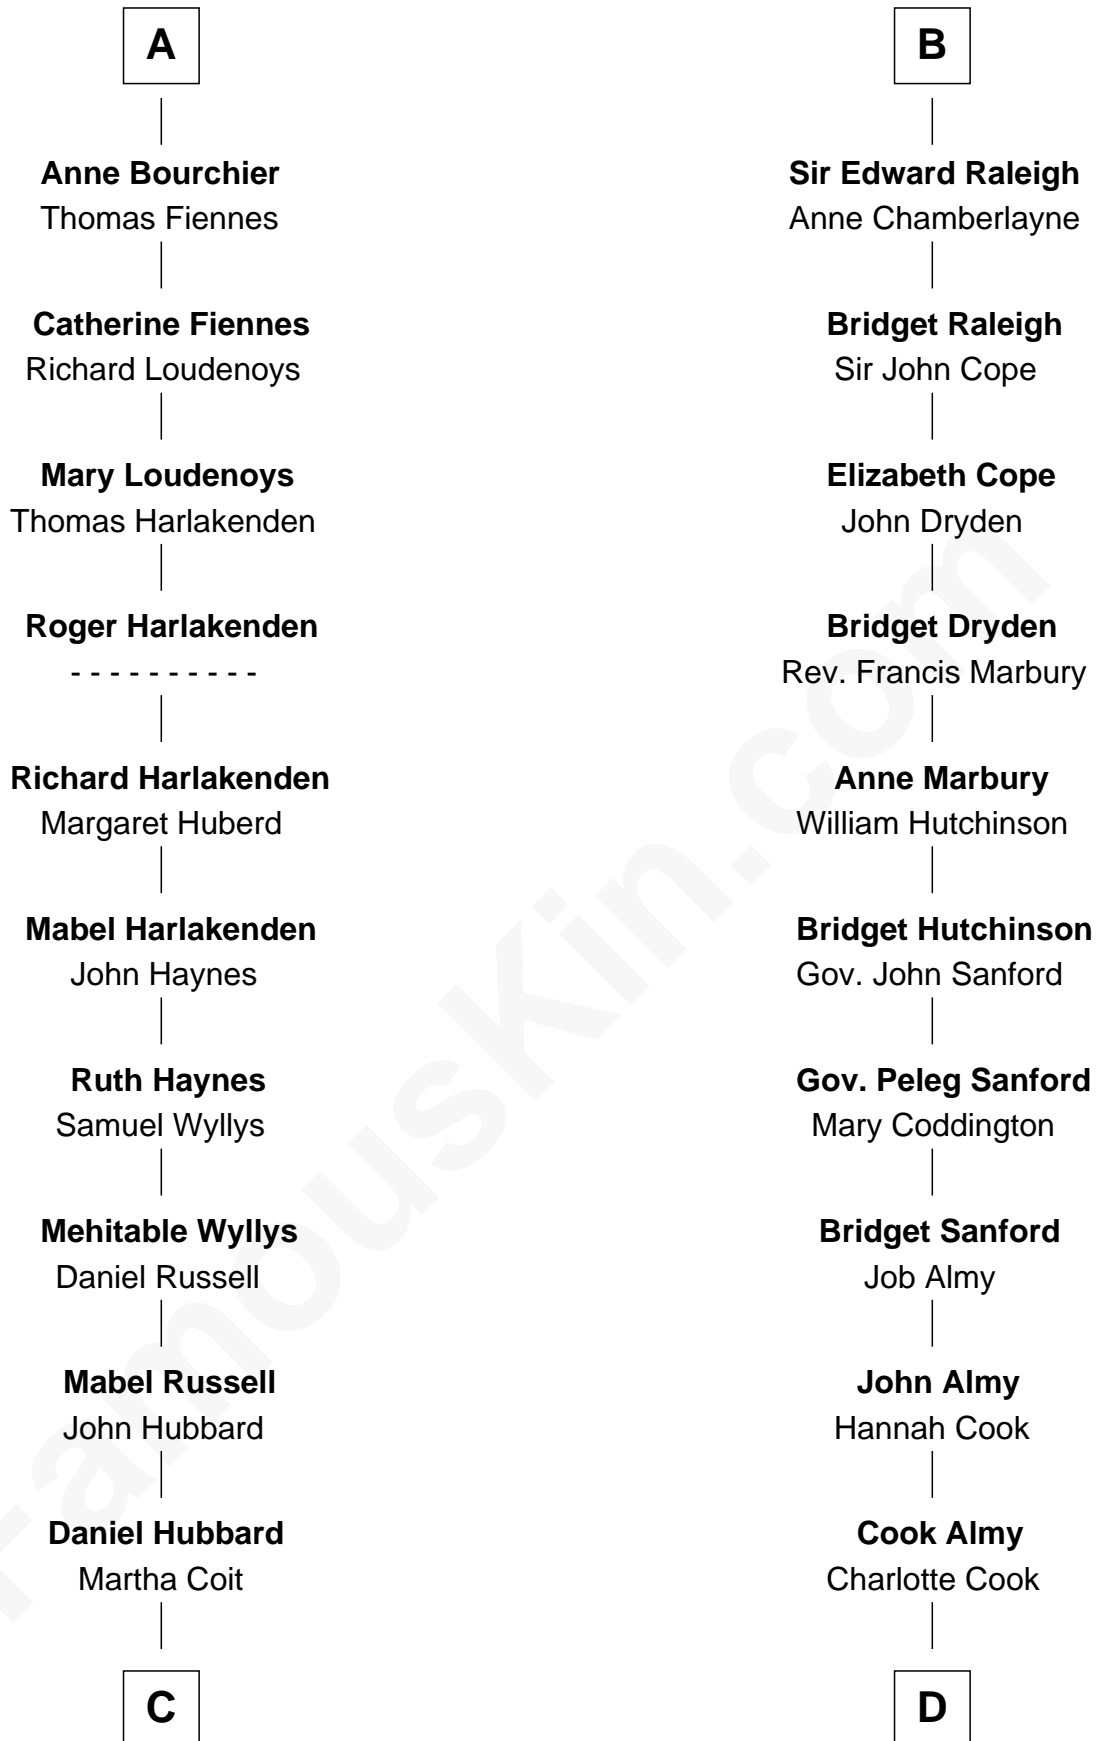 A
Anne Bourchier
Thomas Fiennes
Catherine Fiennes
Richard Loudenoys
Mary Loudenoys
Thomas Harlakenden
Roger Harlakenden
- - - - - - - - - -
Richard Harlakenden
Margaret Huberd
Mabel Harlakenden
John Haynes
Ruth Haynes
Samuel Wyllys
Mehitable Wyllys
Daniel Russell
Mabel Russell
John Hubbard
Daniel Hubbard
Martha Coit
C
B
Sir Edward Raleigh
Anne Chamberlayne
Bridget Raleigh
Sir John Cope
Elizabeth Cope
John Dryden
Bridget Dryden
Rev. Francis Marbury
Anne Marbury
William Hutchinson
Bridget Hutchinson
Gov. John Sanford
Gov. Peleg Sanford
Mary Coddington
Bridget Sanford
Job Almy
John Almy
Hannah Cook
Cook Almy
Charlotte Cook
D
FamousKin.com